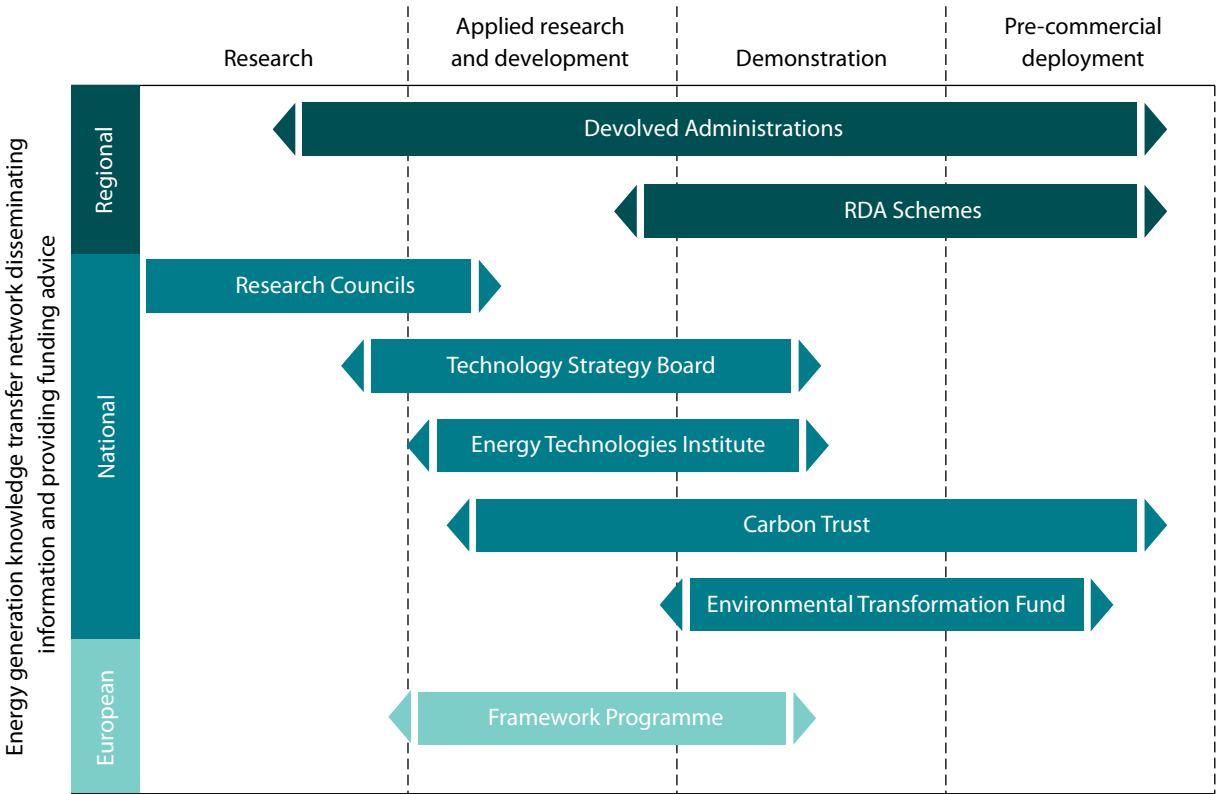 Research
Applied research
and development
Demonstration
Pre-commercial
deployment
Energy generation knowledge transfer network disseminating
information and providing funding advice
Regional
Devolved Administrations
RDA Schemes
National
Research Councils
Technology Strategy Board
Energy Technologies Institute
Carbon Trust
Environmental Transformation Fund
European
Framework Programme